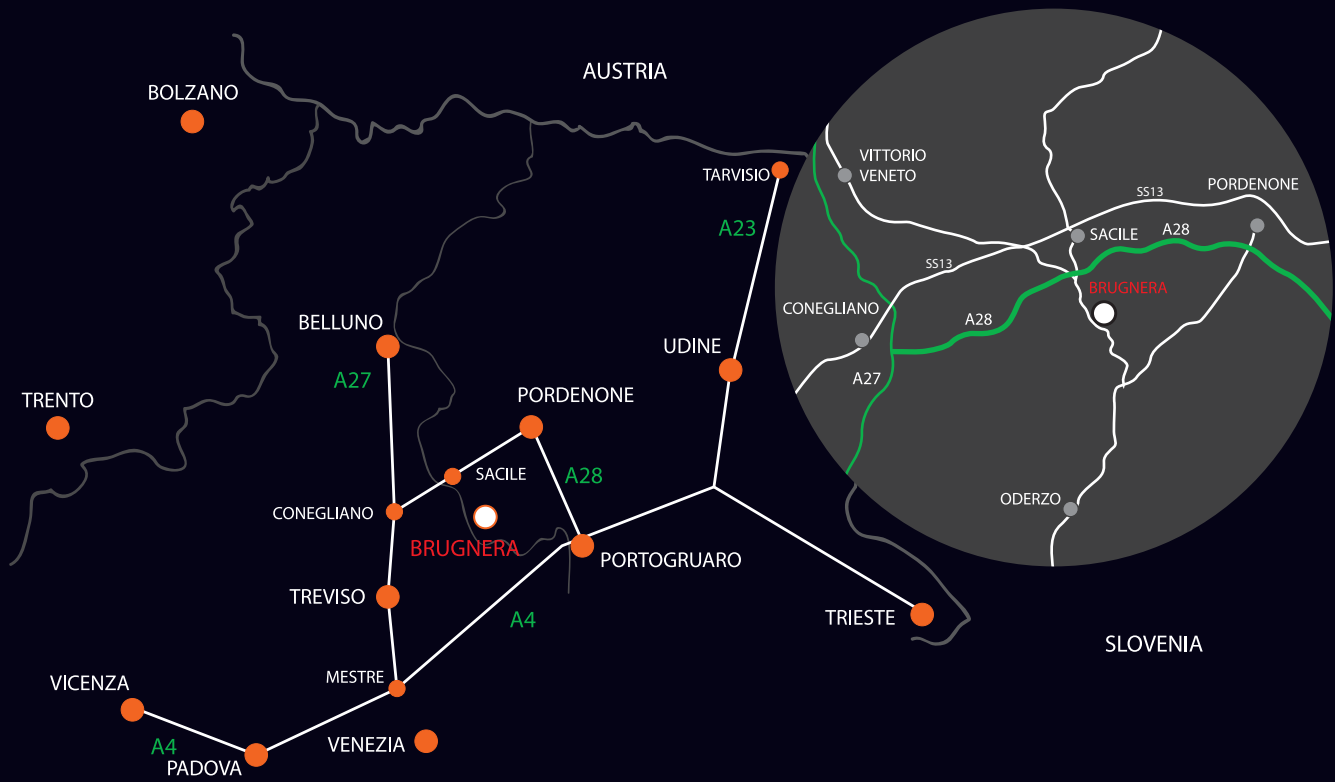 AUSTRIA
BOLZANO
TARVISIO
A23
BELLUNO
A27
UDINE
TRENTO
PORDENONE
SACILE
A28
CONEGLIANO
BRUGNERA
PORTOGRUARO
TREVISO
A4
TRIESTE
SLOVENIA
MESTRE
VICENZA
A4
PADOVA
VENEZIA
VITTORIO
VENETO
SS13
PORDENONE
SACILE
A28
SS13
BRUGNERA
CONEGLIANO
A28
A27
ODERZO